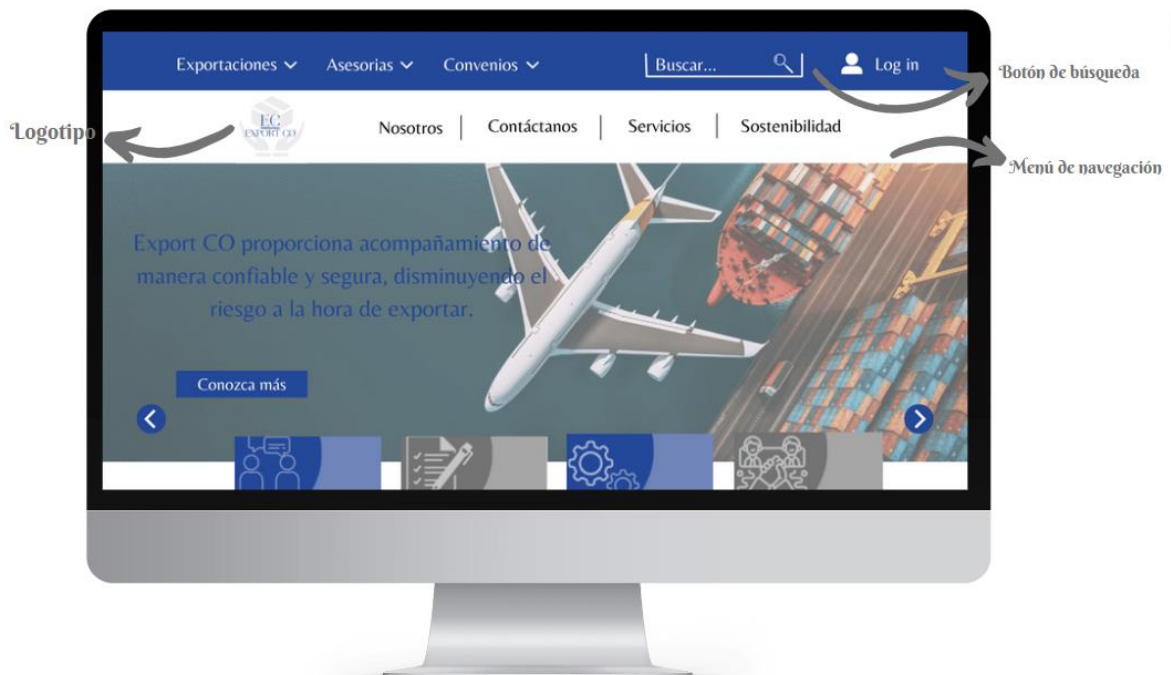 Exportaciones
Asesorias
Convenios
Buscar...
Log in
Botón de búsqueda
Logotipo
EC
EXPORT CO
Nosotros | Contáctanos | Servicios | Sostenibilidad
Menú de navegación
Export CO proporciona acompañamiento de
manera confiable y segura, disminuyendo el
riesgo a la hora de exportar.
Conozca más